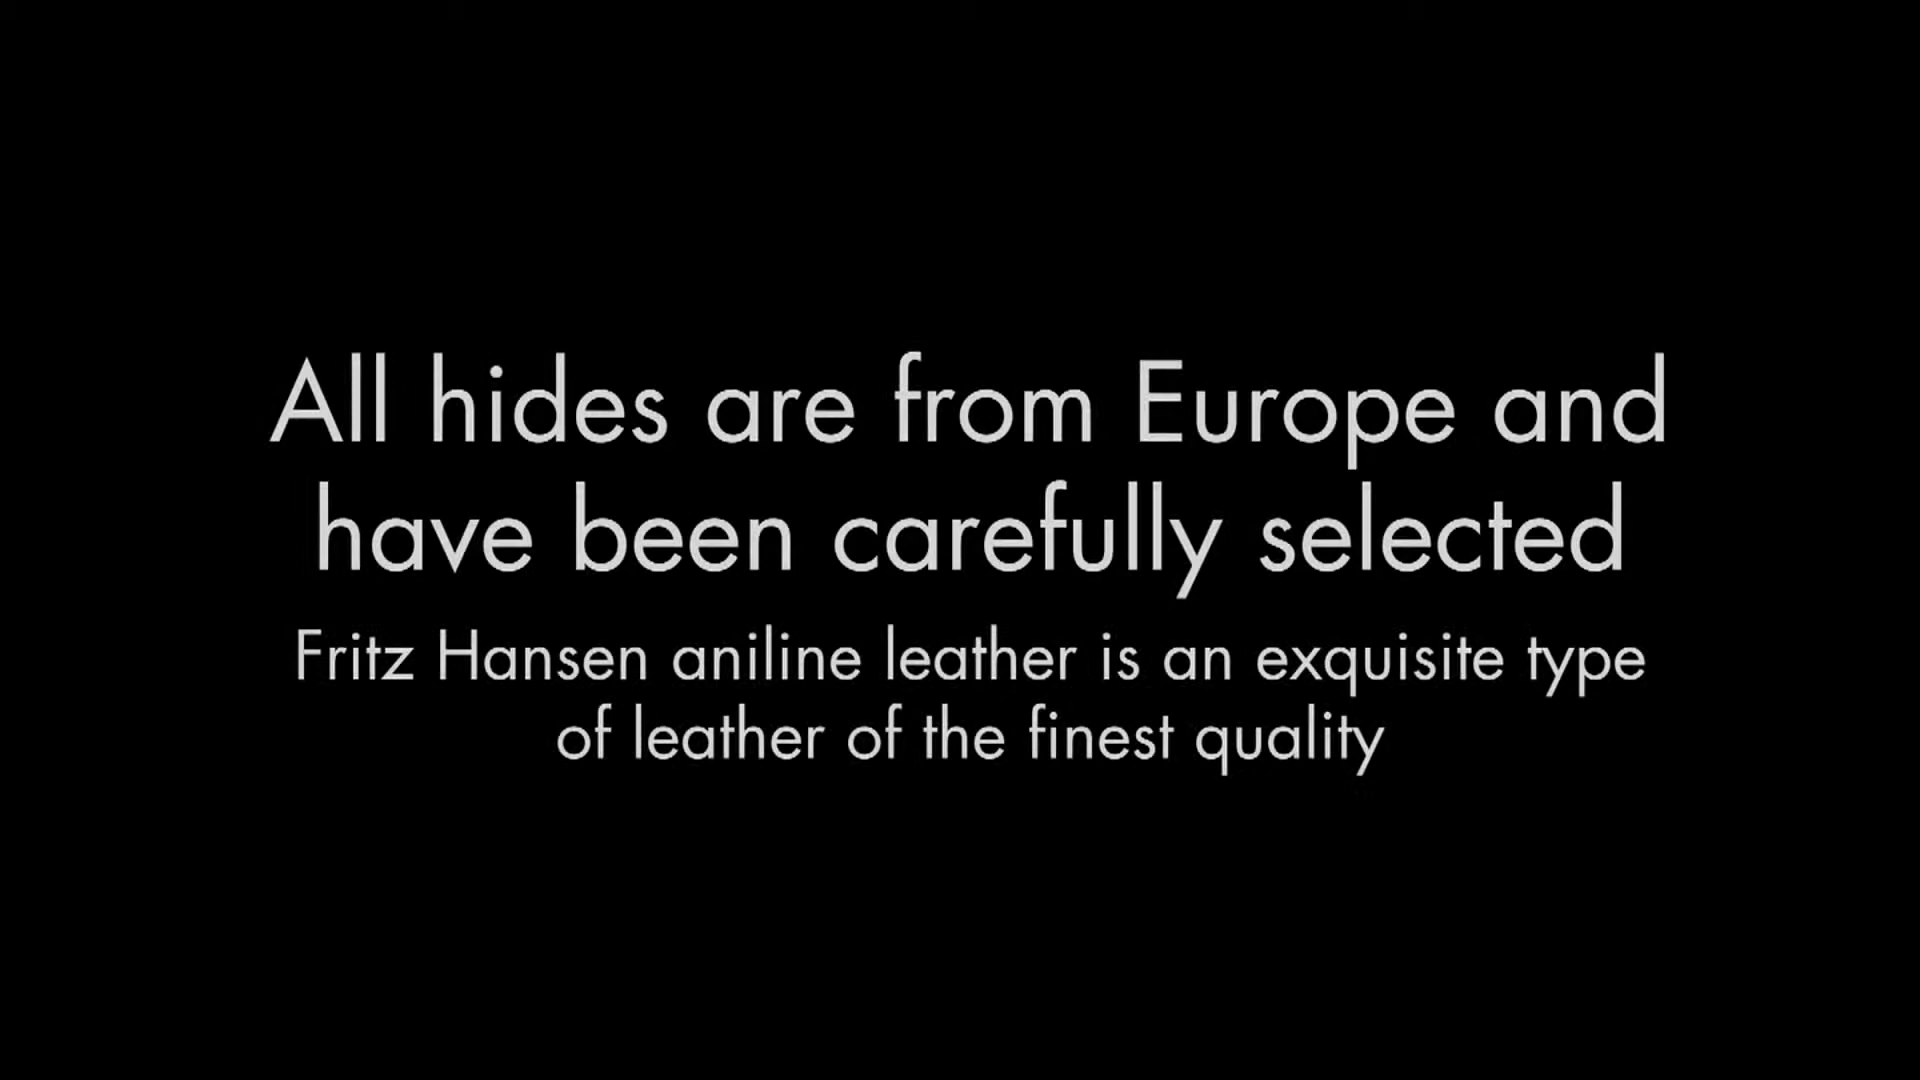 All hides are from Europe and
have been carefully selected
Fritz Hansen aniline leather is an exquisite type
of leather of the finest quality